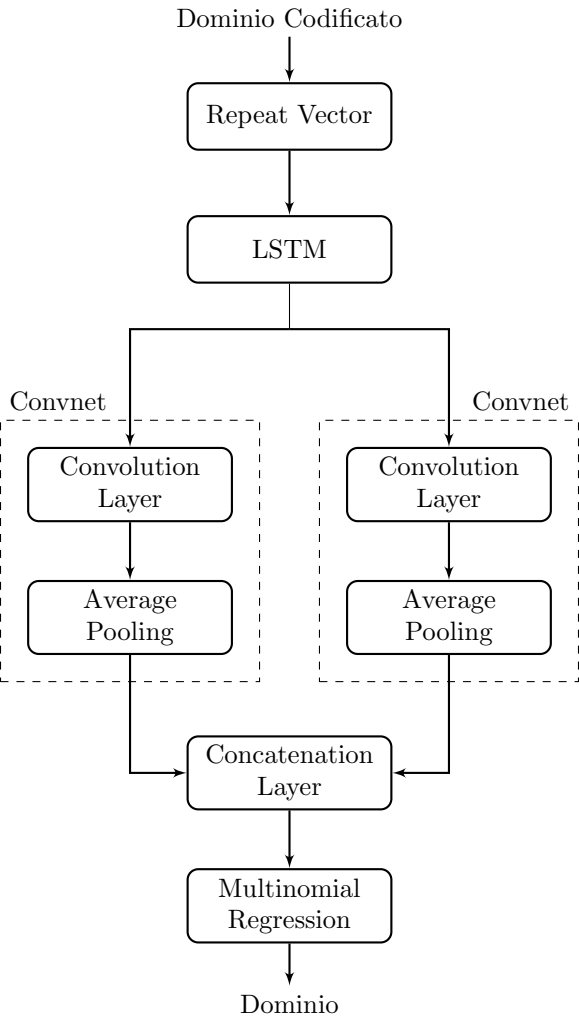 Dominio Codificato
Repeat Vector
LSTM
Convnet
Convolution
Layer
Average
Pooling
Convnet
Convolution
Layer
Average
Pooling
Concatenation
Layer
Multinomial
Regression
Dominio